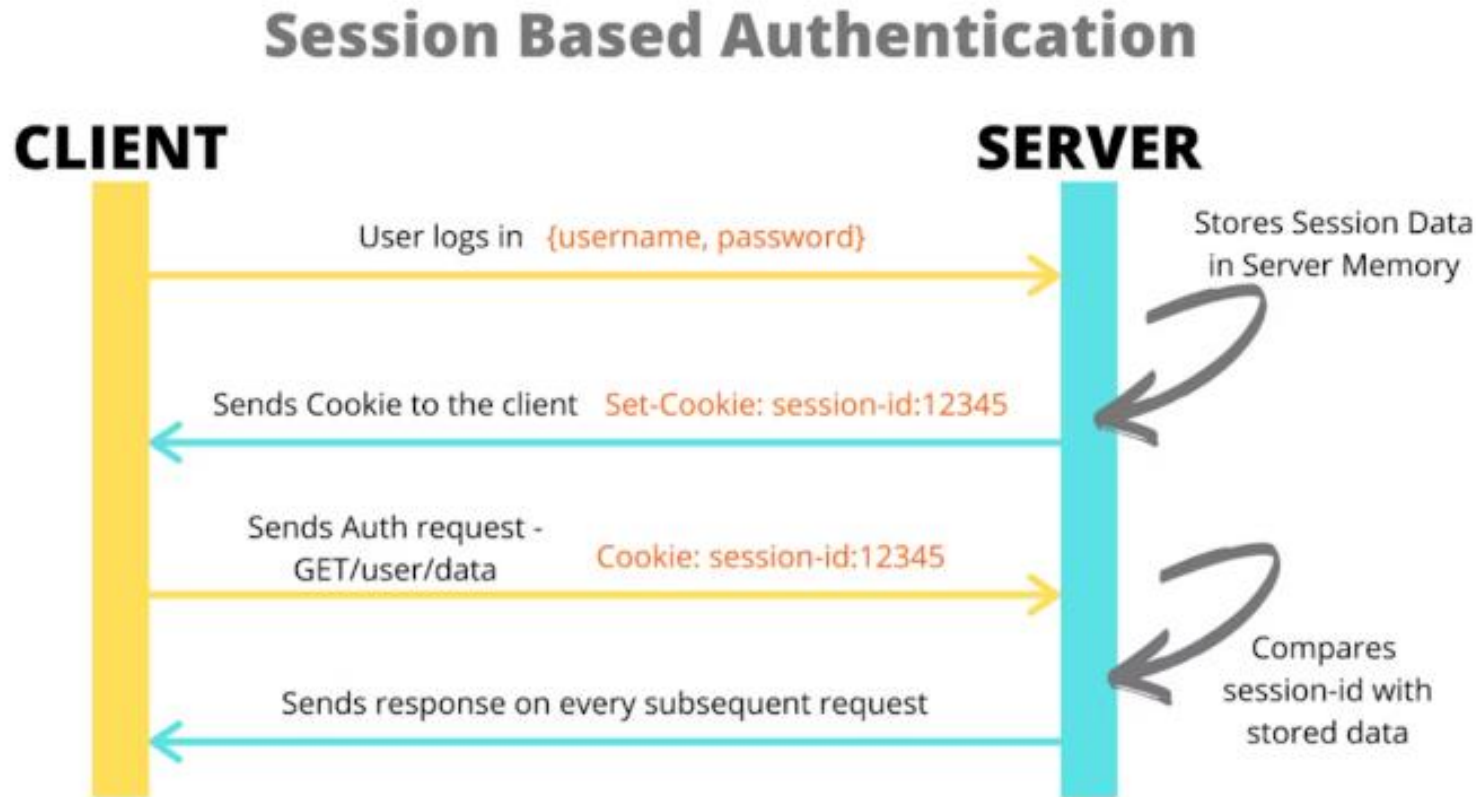 Session Based Authentication
CLIENT
SERVER
User logs in {username, password}
Stores Session Data
in Server Memory
Sends Cookie to the client Set-Cookie: session-id:12345
Sends Auth request -
GET/user/data
Cookie: session-id:12345
Compares
session-id with
stored data
Sends response on every subsequent request